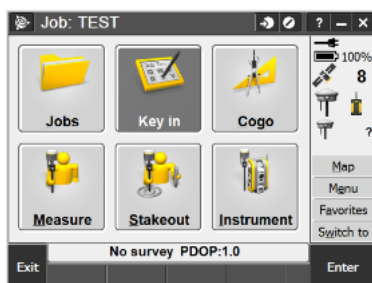 Job: TEST
? – ×
100%
8
?
Jobs
Key in
Cogo
Measure
Stakeout
Instrument
Map
Menu
Favorites
Switch to
No survey PDOP:1.0
Exit
Enter